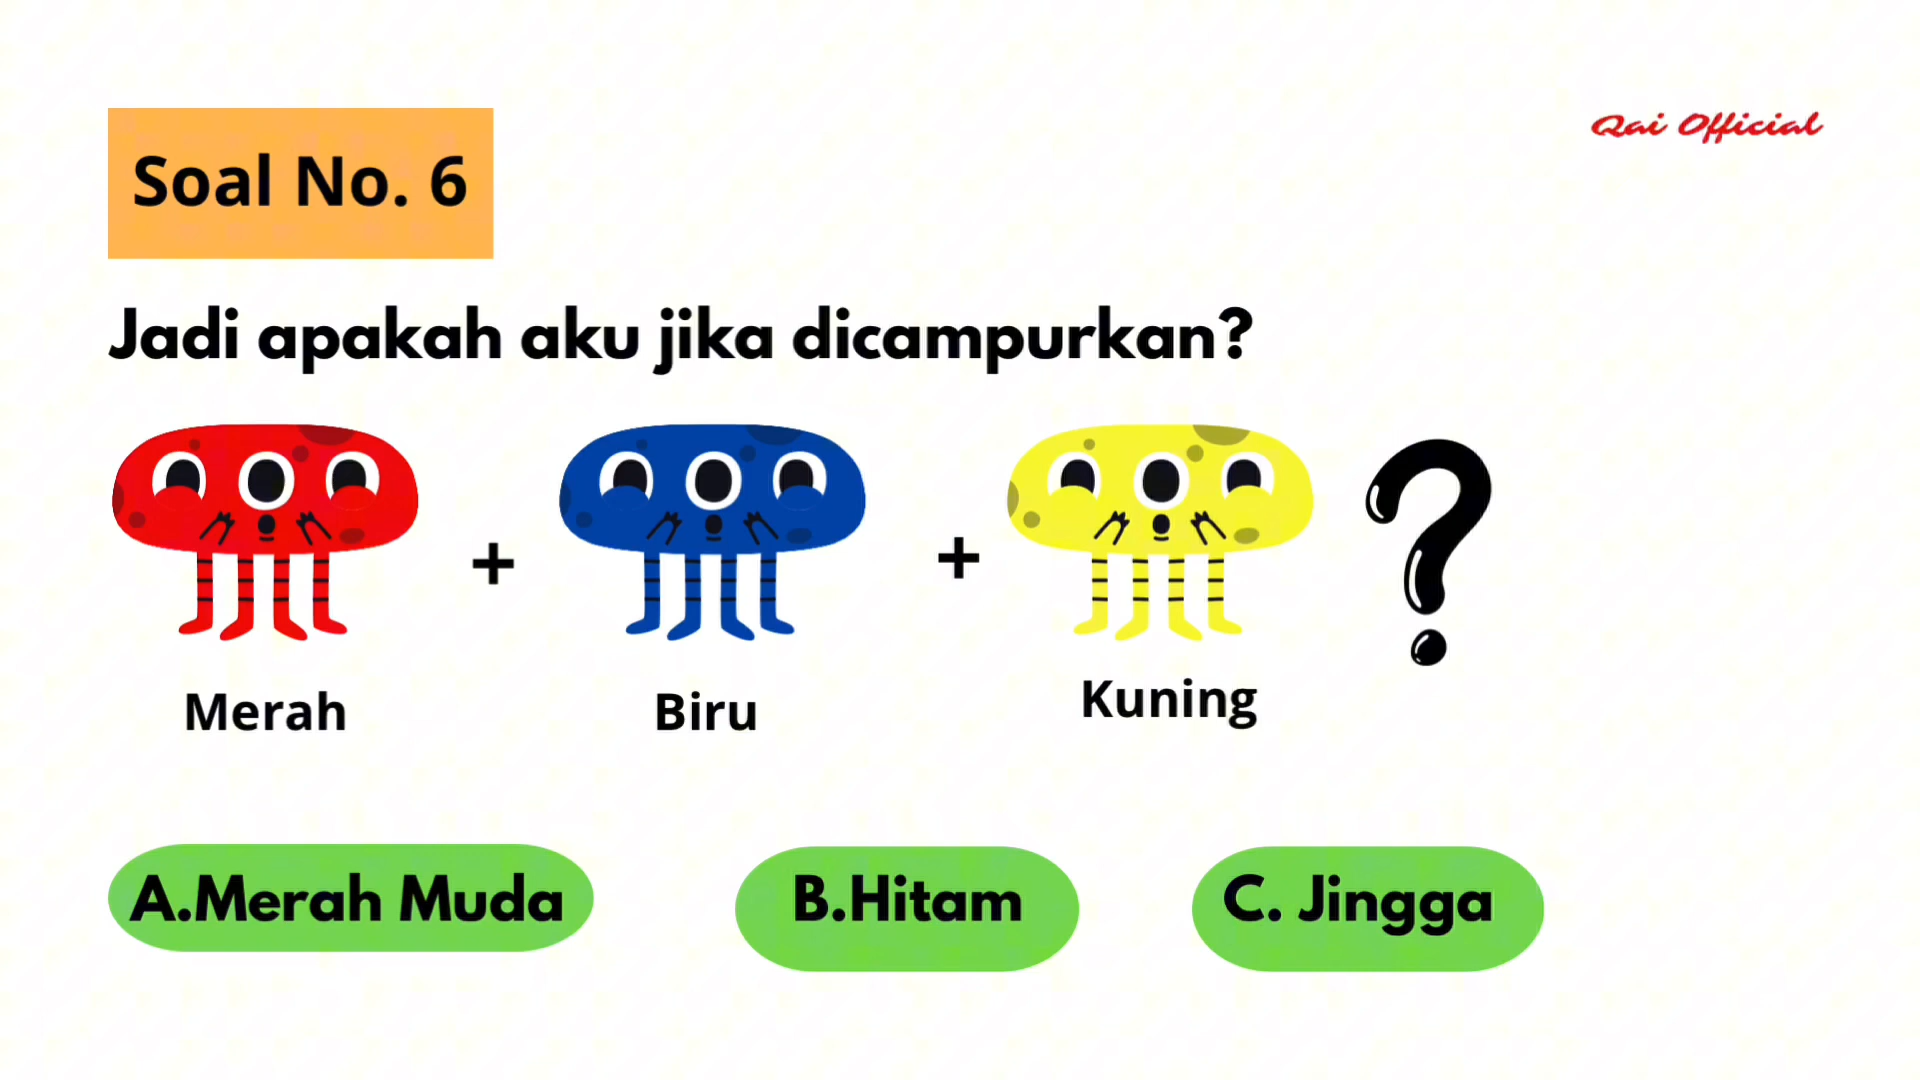 Qai Official
Soal No. 6
Jadi apakah aku jika dicampurkan?
+ +
Merah Biru Kuning
A.Merah Muda B.Hitam C. Jingga